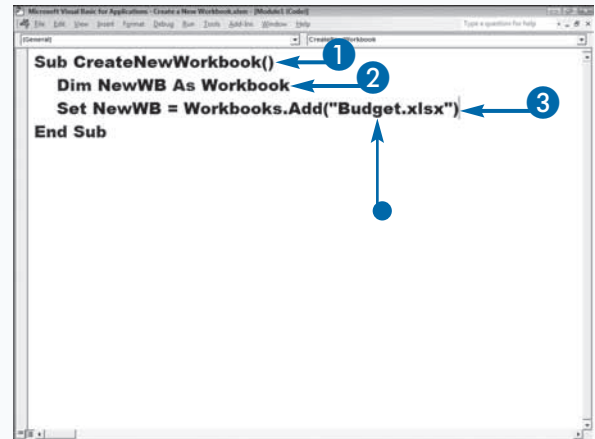 Microsoft Visual Basic for Applications - Create a New Workbook.xlsm - [Module1 (Code)]
File Edit View Insert Format Debug Run Tools Add-Ins Window Help Type a question for help
(General) CreateNewWorkbook
Sub CreateNewWorkbook() 1
Dim NewWB As Workbook 2
Set NewWB = Workbooks.Add("Budget.xlsx") 3
End Sub